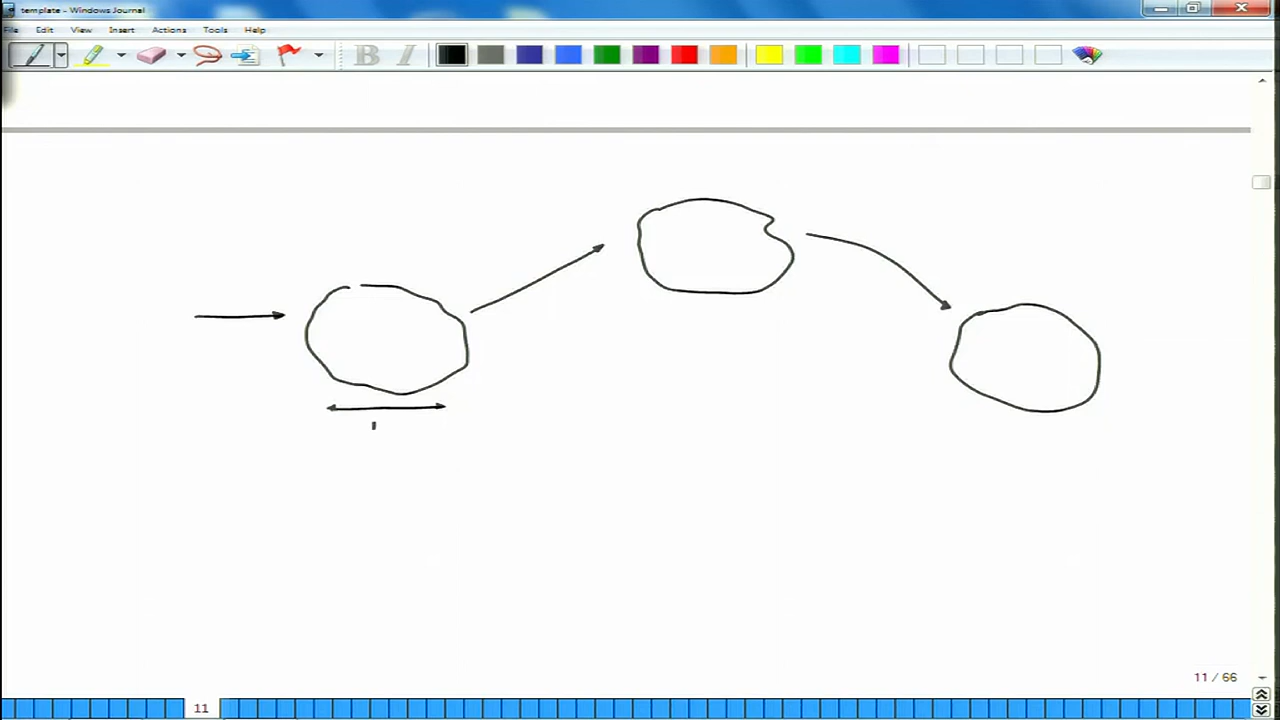 template - Windows Journal
File Edit View Insert Actions Tools Help
B I
11 / 66
11